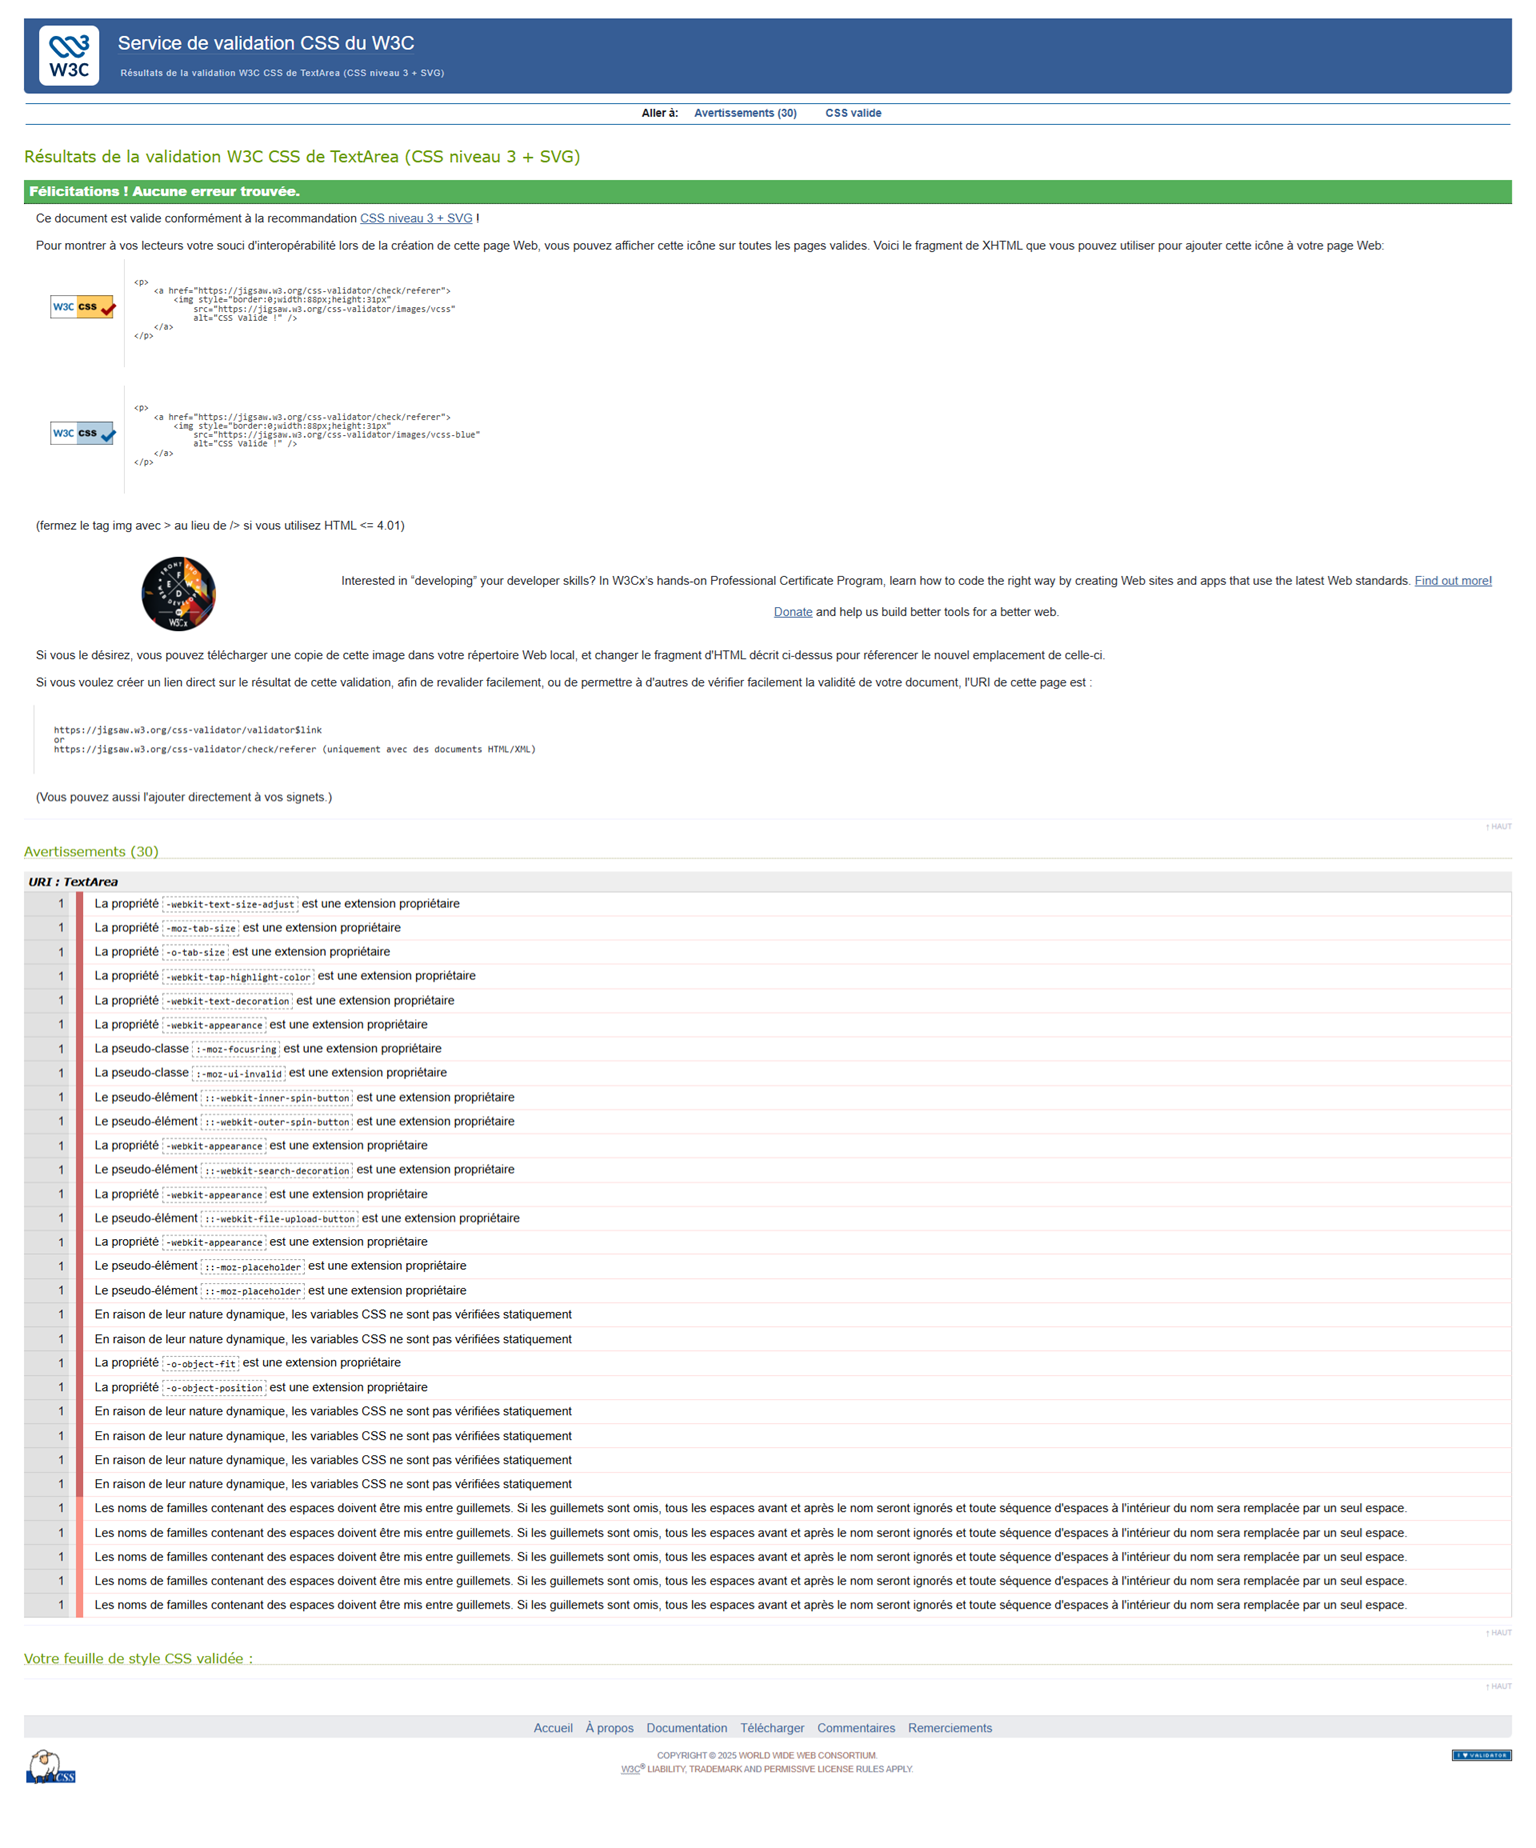 W3C
Service de validation CSS du W3C
Résultats de la validation W3C CSS de TextArea (CSS niveau 3 + SVG)
Aller à: Avertissements (30) CSS valide
Résultats de la validation W3C CSS de TextArea (CSS niveau 3 + SVG)
Félicitations ! Aucune erreur trouvée.
Ce document est valide conformément à la recommandation CSS niveau 3 + SVG !
Pour montrer à vos lecteurs votre souci d'interopérabilité lors de la création de cette page Web, vous pouvez afficher cette icône sur toutes les pages valides. Voici le fragment de XHTML que vous pouvez utiliser pour ajouter cette icône à votre page Web:
W3C css
<p>
<a href="https://jigsaw.w3.org/css-validator/check/referer">
<img style="border:0;width:88px;height:31px"
src="https://jigsaw.w3.org/css-validator/images/vcss"
alt="CSS Valide !" />
</a>
</p>
W3C css
<p>
<a href="https://jigsaw.w3.org/css-validator/check/referer">
<img style="border:0;width:88px;height:31px"
src="https://jigsaw.w3.org/css-validator/images/vcss-blue"
alt="CSS Valide !" />
</a>
</p>
(fermez le tag img avec > au lieu de /> si vous utilisez HTML <= 4.01)
FRONT END
F E W D
WEB DEVELOPER
W3Cx
Interested in “developing” your developer skills? In W3Cx’s hands-on Professional Certificate Program, learn how to code the right way by creating Web sites and apps that use the latest Web standards. Find out more!
Donate and help us build better tools for a better web.
Si vous le désirez, vous pouvez télécharger une copie de cette image dans votre répertoire Web local, et changer le fragment d'HTML décrit ci-dessus pour réferencer le nouvel emplacement de celle-ci.
Si vous voulez créer un lien direct sur le résultat de cette validation, afin de revalider facilement, ou de permettre à d'autres de vérifier facilement la validité de votre document, l'URI de cette page est :
https://jigsaw.w3.org/css-validator/validator$link
or
https://jigsaw.w3.org/css-validator/check/referer (uniquement avec des documents HTML/XML)
(Vous pouvez aussi l'ajouter directement à vos signets.)
↑ HAUT
Avertissements (30)
URI : TextArea
1 La propriété -webkit-text-size-adjust est une extension propriétaire
1 La propriété -moz-tab-size est une extension propriétaire
1 La propriété -o-tab-size est une extension propriétaire
1 La propriété -webkit-tap-highlight-color est une extension propriétaire
1 La propriété -webkit-text-decoration est une extension propriétaire
1 La propriété -webkit-appearance est une extension propriétaire
1 La pseudo-classe :-moz-focusring est une extension propriétaire
1 La pseudo-classe :-moz-ui-invalid est une extension propriétaire
1 Le pseudo-élément ::-webkit-inner-spin-button est une extension propriétaire
1 Le pseudo-élément ::-webkit-outer-spin-button est une extension propriétaire
1 La propriété -webkit-appearance est une extension propriétaire
1 Le pseudo-élément ::-webkit-search-decoration est une extension propriétaire
1 La propriété -webkit-appearance est une extension propriétaire
1 Le pseudo-élément ::-webkit-file-upload-button est une extension propriétaire
1 La propriété -webkit-appearance est une extension propriétaire
1 Le pseudo-élément ::-moz-placeholder est une extension propriétaire
1 Le pseudo-élément ::-moz-placeholder est une extension propriétaire
1 En raison de leur nature dynamique, les variables CSS ne sont pas vérifiées statiquement
1 En raison de leur nature dynamique, les variables CSS ne sont pas vérifiées statiquement
1 La propriété -o-object-fit est une extension propriétaire
1 La propriété -o-object-position est une extension propriétaire
1 En raison de leur nature dynamique, les variables CSS ne sont pas vérifiées statiquement
1 En raison de leur nature dynamique, les variables CSS ne sont pas vérifiées statiquement
1 En raison de leur nature dynamique, les variables CSS ne sont pas vérifiées statiquement
1 En raison de leur nature dynamique, les variables CSS ne sont pas vérifiées statiquement
1 Les noms de familles contenant des espaces doivent être mis entre guillemets. Si les guillemets sont omis, tous les espaces avant et après le nom seront ignorés et toute séquence d'espaces à l'intérieur du nom sera remplacée par un seul espace.
1 Les noms de familles contenant des espaces doivent être mis entre guillemets. Si les guillemets sont omis, tous les espaces avant et après le nom seront ignorés et toute séquence d'espaces à l'intérieur du nom sera remplacée par un seul espace.
1 Les noms de familles contenant des espaces doivent être mis entre guillemets. Si les guillemets sont omis, tous les espaces avant et après le nom seront ignorés et toute séquence d'espaces à l'intérieur du nom sera remplacée par un seul espace.
1 Les noms de familles contenant des espaces doivent être mis entre guillemets. Si les guillemets sont omis, tous les espaces avant et après le nom seront ignorés et toute séquence d'espaces à l'intérieur du nom sera remplacée par un seul espace.
1 Les noms de familles contenant des espaces doivent être mis entre guillemets. Si les guillemets sont omis, tous les espaces avant et après le nom seront ignorés et toute séquence d'espaces à l'intérieur du nom sera remplacée par un seul espace.
↑ HAUT
Votre feuille de style CSS validée :
↑ HAUT
Accueil À propos Documentation Télécharger Commentaires Remerciements
CSS
COPYRIGHT © 2025 WORLD WIDE WEB CONSORTIUM.
W3C® LIABILITY, TRADEMARK AND PERMISSIVE LICENSE RULES APPLY.
I ♥ VALIDATOR